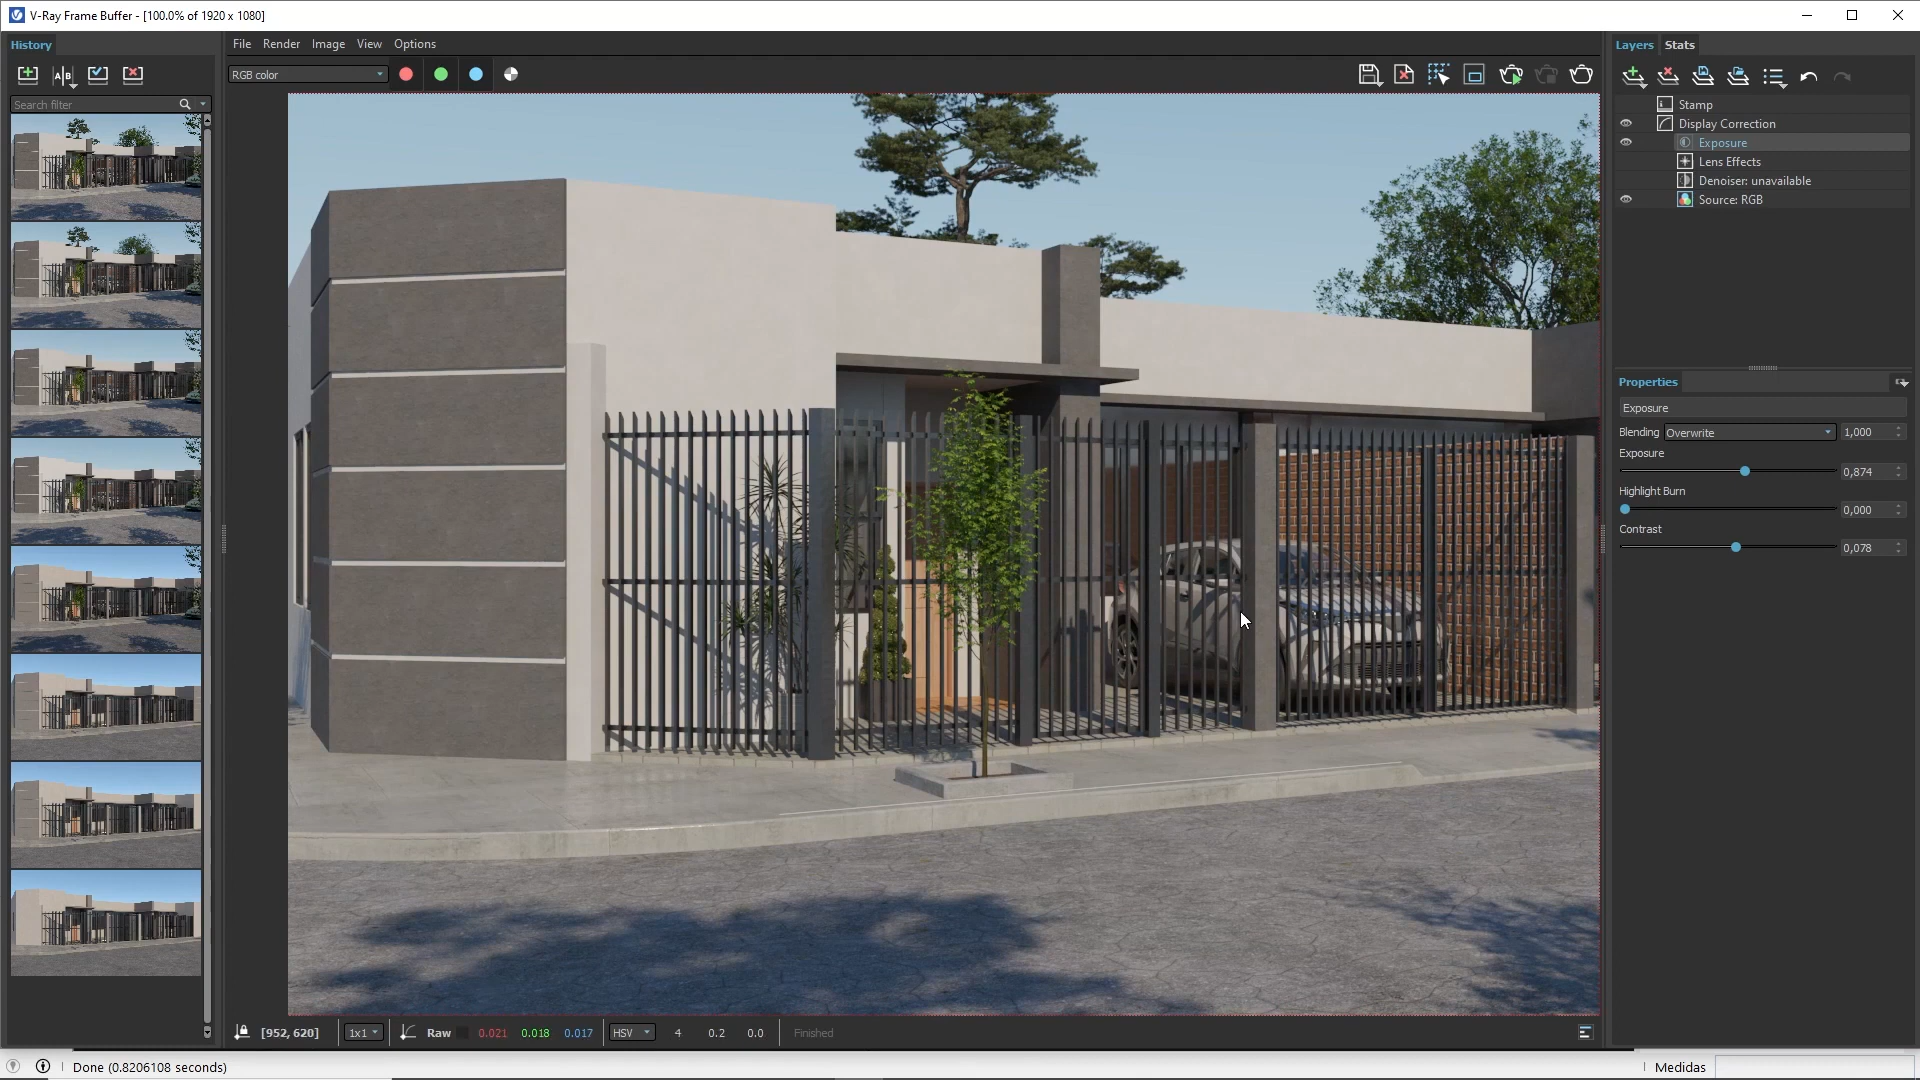 V-Ray Frame Buffer - [100.0% of 1920 x 1080]
History
File Render Image View Options
Layers Stats
RGB color
A B
Search filter
Stamp
Display Correction
Exposure
Lens Effects
Denoiser: unavailable
Source: RGB
Properties
Exposure
Blending Overwrite 1,000
Exposure
0,874
Highlight Burn
0,000
Contrast
0,078
[952, 620] 1x1 Raw 0.021 0.018 0.017 HSV 4 0.2 0.0 Finished
Done (0.8206108 seconds)
Medidas